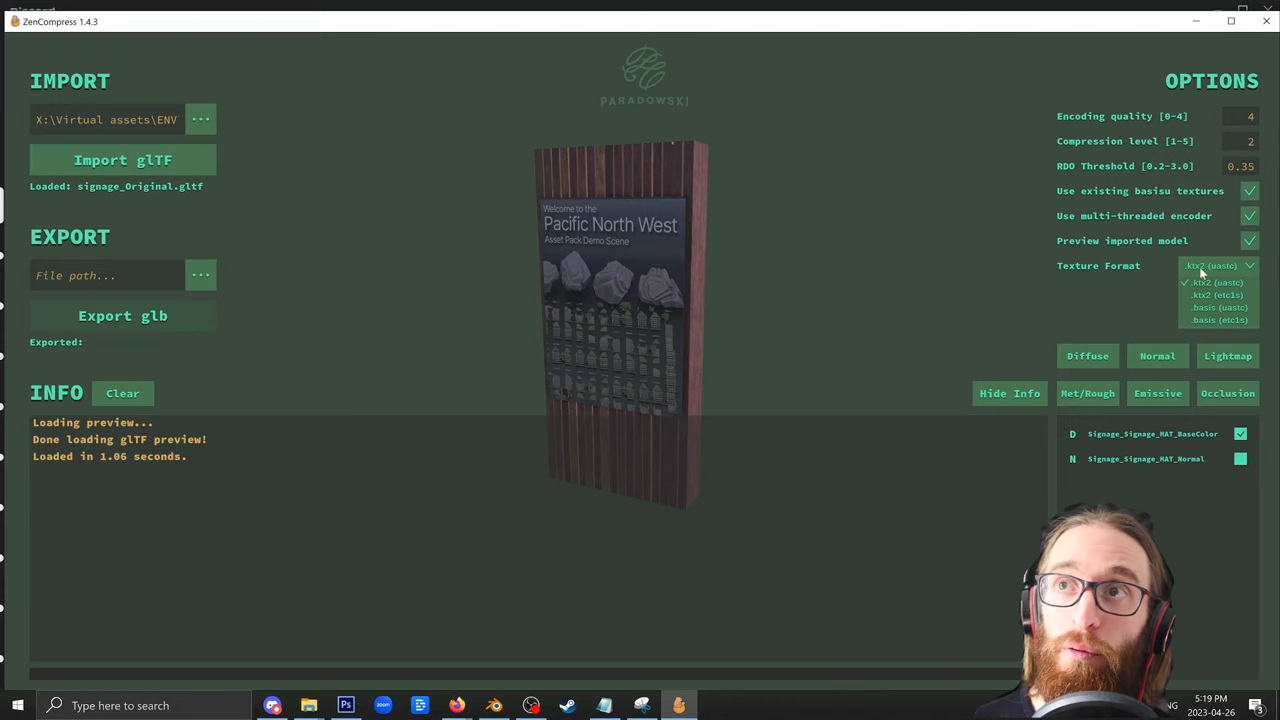 ZenCompress 1.4.3
PARADOWSKI
IMPORT
X:\Virtual assets\ENV
...
Import glTF
Loaded: signage_Original.gltf
EXPORT
File path...
...
Export glb
Exported:
INFO
Clear
Loading preview...
Done loading glTF preview!
Loaded in 1.06 seconds.
Welcome to the
Pacific North West
Asset Pack Demo Scene
OPTIONS
Encoding quality [0-4] 4
Compression level [1-5] 2
RDO Threshold [0.2-3.0] 0.35
Use existing basisu textures
Use multi-threaded encoder
Preview imported model
Texture Format .ktx2 (uastc)
.ktx2 (uastc)
.ktx2 (etc1s)
.basis (uastc)
.basis (etc1s)
Diffuse Normal Lightmap
Hide Info Met/Rough Emissive Occlusion
D Signage_Signage_MAT_BaseColor
N Signage_Signage_MAT_Normal
Type here to search
ENG
5:19 PM
2023-04-26
3